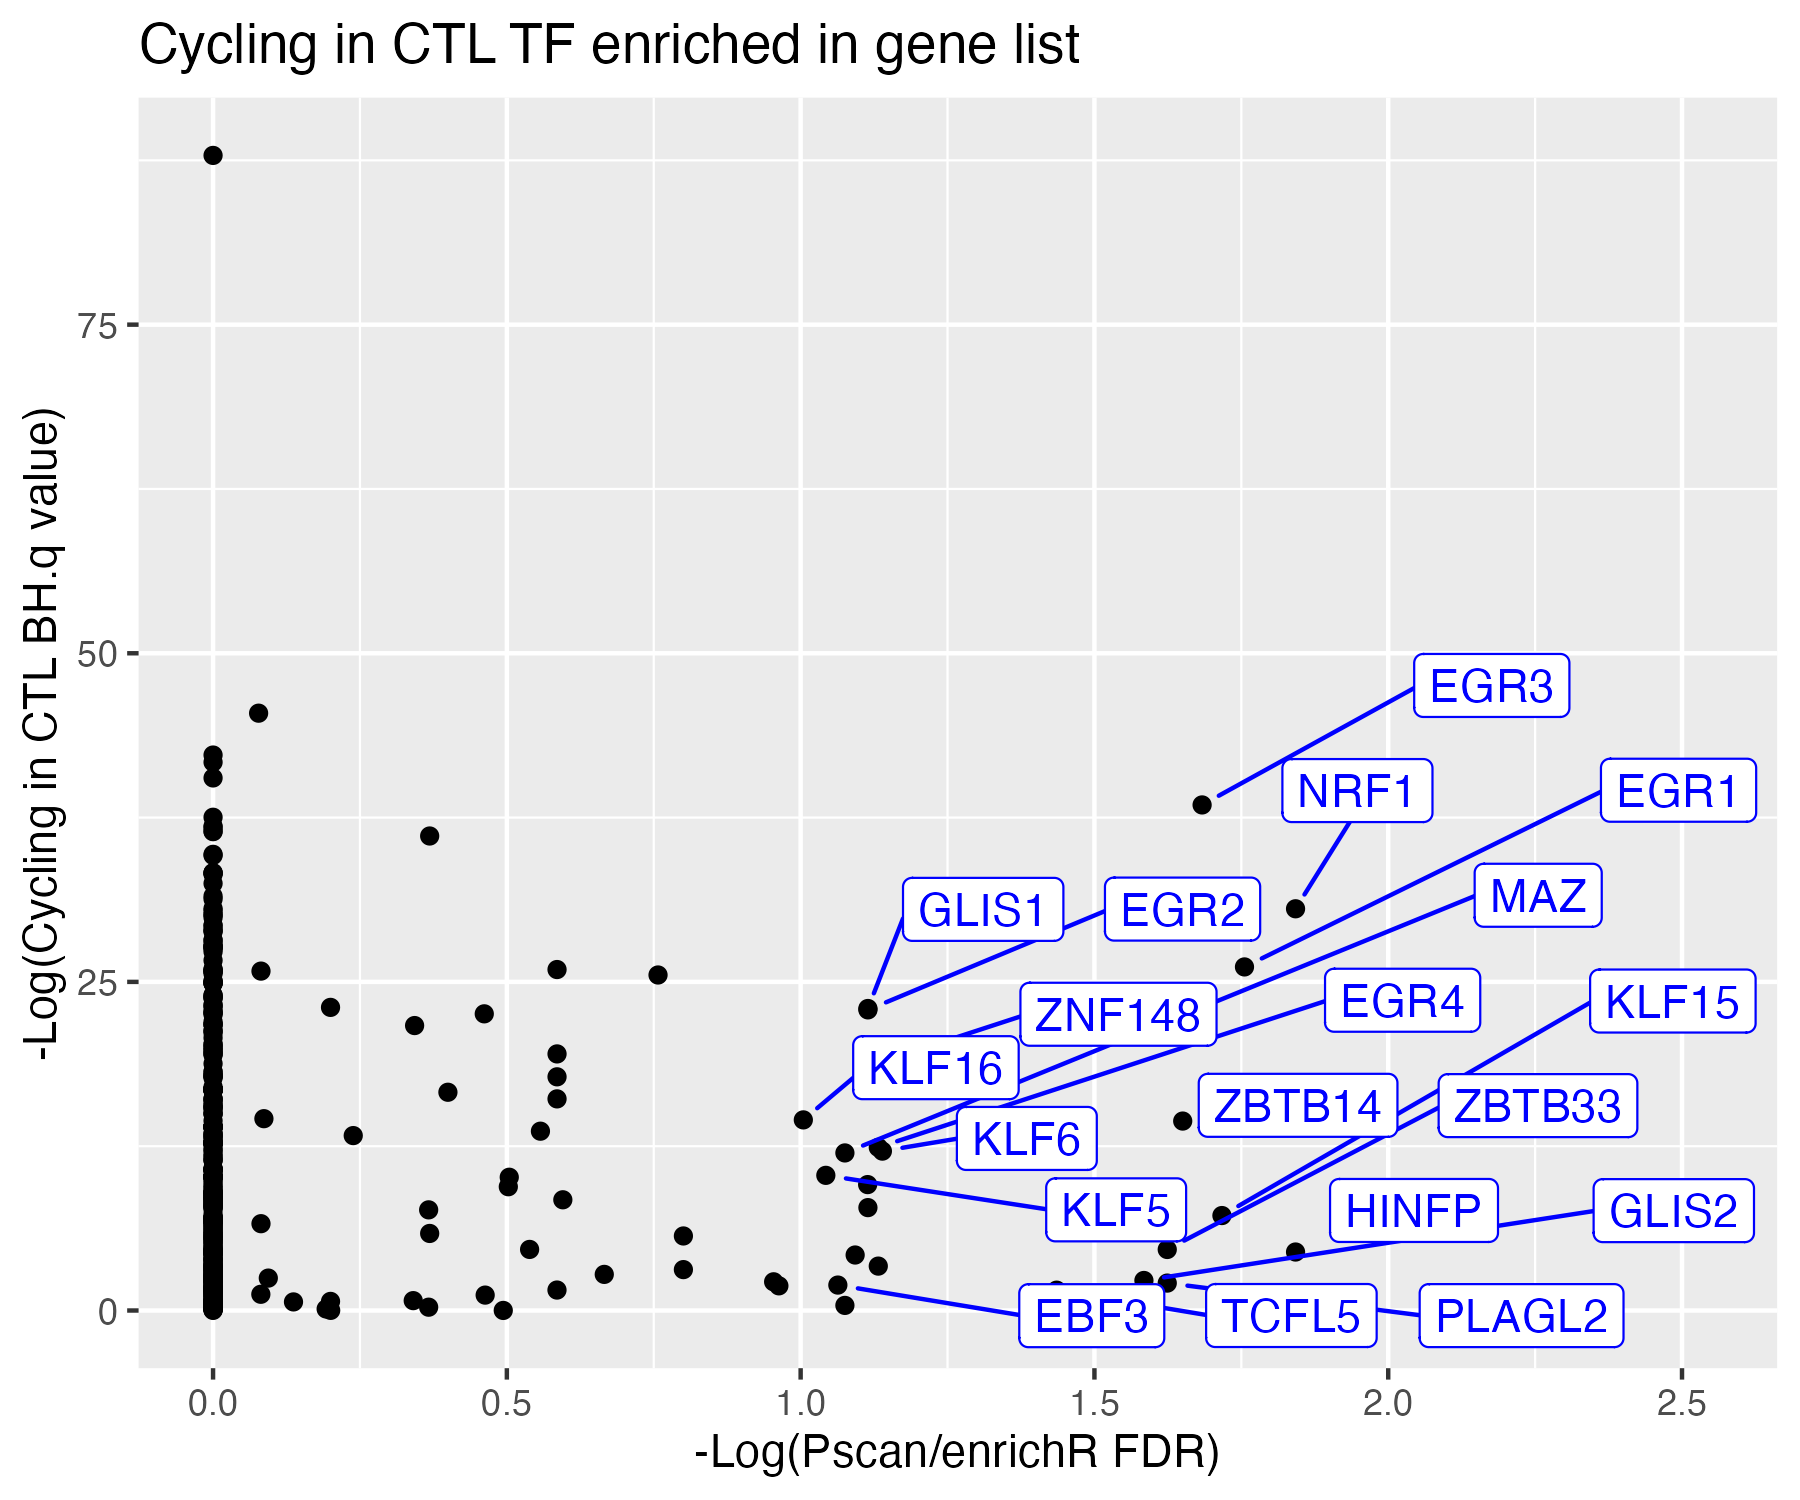 Cycling in CTL TF enriched in gene list
-Log(Cycling in CTL BH.q value)
75
50
25
0
EGR3
NRF1
EGR1
MAZ
GLIS1
EGR2
ZNF148
EGR4
KLF15
KLF16
ZBTB14
ZBTB33
KLF6
KLF5
HINFP
GLIS2
EBF3
TCFL5
PLAGL2
0.0 0.5 1.0 1.5 2.0 2.5
-Log(Pscan/enrichR FDR)